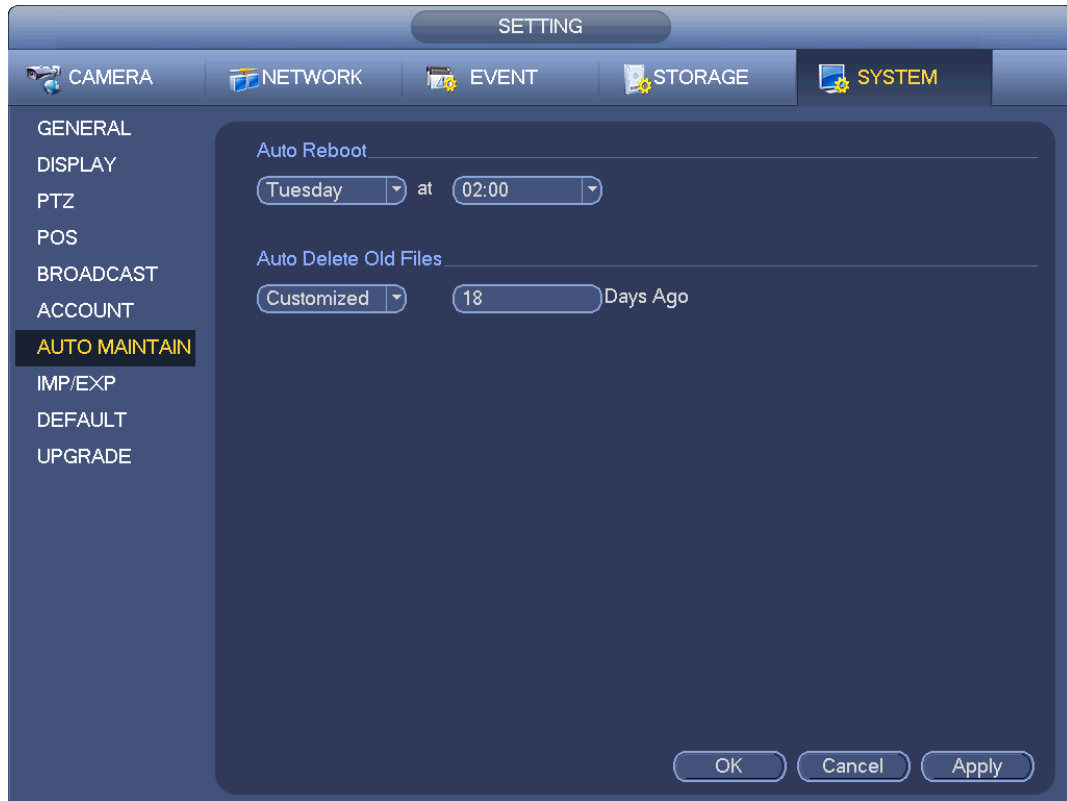 SETTING
CAMERA NETWORK EVENT STORAGE SYSTEM
GENERAL
DISPLAY
PTZ
POS
BROADCAST
ACCOUNT
AUTO MAINTAIN
IMP/EXP
DEFAULT
UPGRADE
Auto Reboot
Tuesday at 02:00
Auto Delete Old Files
Customized 18 Days Ago
OK Cancel Apply